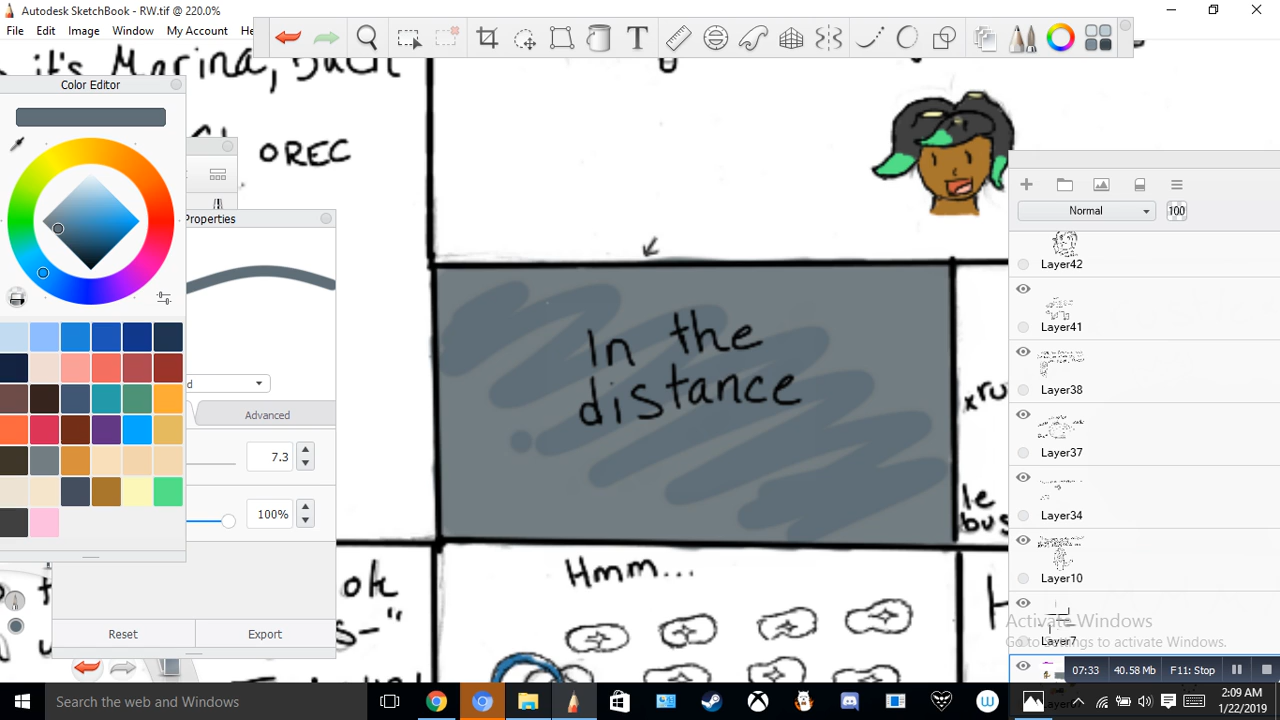 Autodesk SketchBook - RW.tif @ 220.0%
File Edit Image Window My Account
it's Marina,
Color Editor
OREC
Properties
Normal 100
Layer42
Layer41
Layer38
Layer37
Layer34
Layer10
Layer7
In the
distance
Advanced
7.3
100%
le
bus
Hmm...
ok
s-"
Reset Export
Activate Windows
Go to Settings to activate Windows.
07:33 40.58 Mb F11: Stop
Search the web and Windows
2:09 AM
1/22/2019